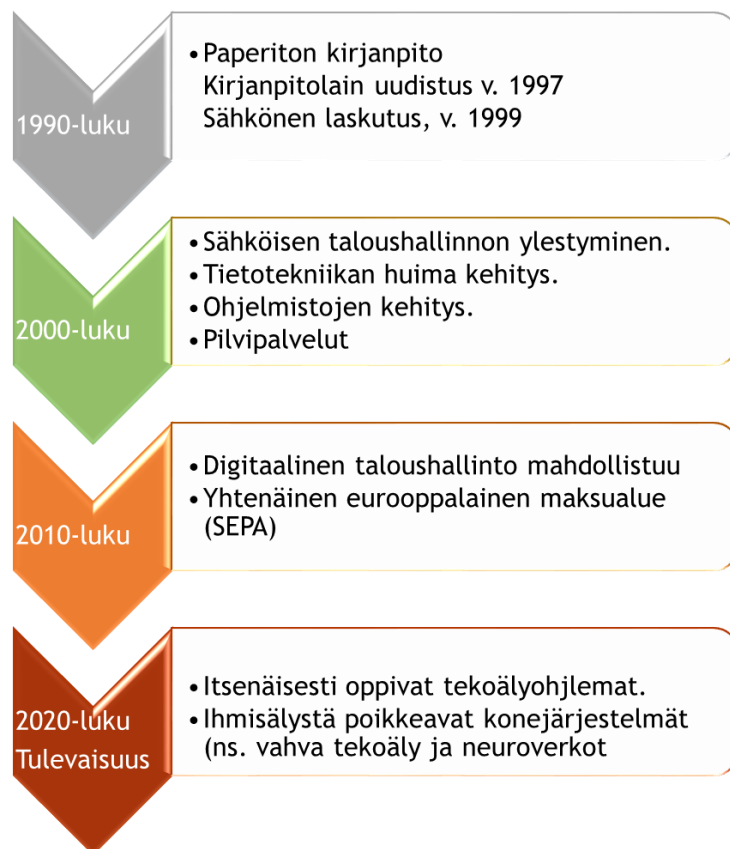 1990-luku
• Paperiton kirjanpito
Kirjanpitolain uudistus v. 1997
Sähkönen laskutus, v. 1999
2000-luku
• Sähköisen taloushallinnon ylestyminen.
• Tietotekniikan huima kehitys.
• Ohjelmistojen kehitys.
• Pilvipalvelut
2010-luku
• Digitaalinen taloushallinto mahdollistuu
• Yhtenäinen eurooppalainen maksualue
(SEPA)
2020-luku
Tulevaisuus
• Itsenäisesti oppivat tekoälyohjlemat.
• Ihmisälystä poikkeavat konejärjestelmät
(ns. vahva tekoäly ja neuroverkot